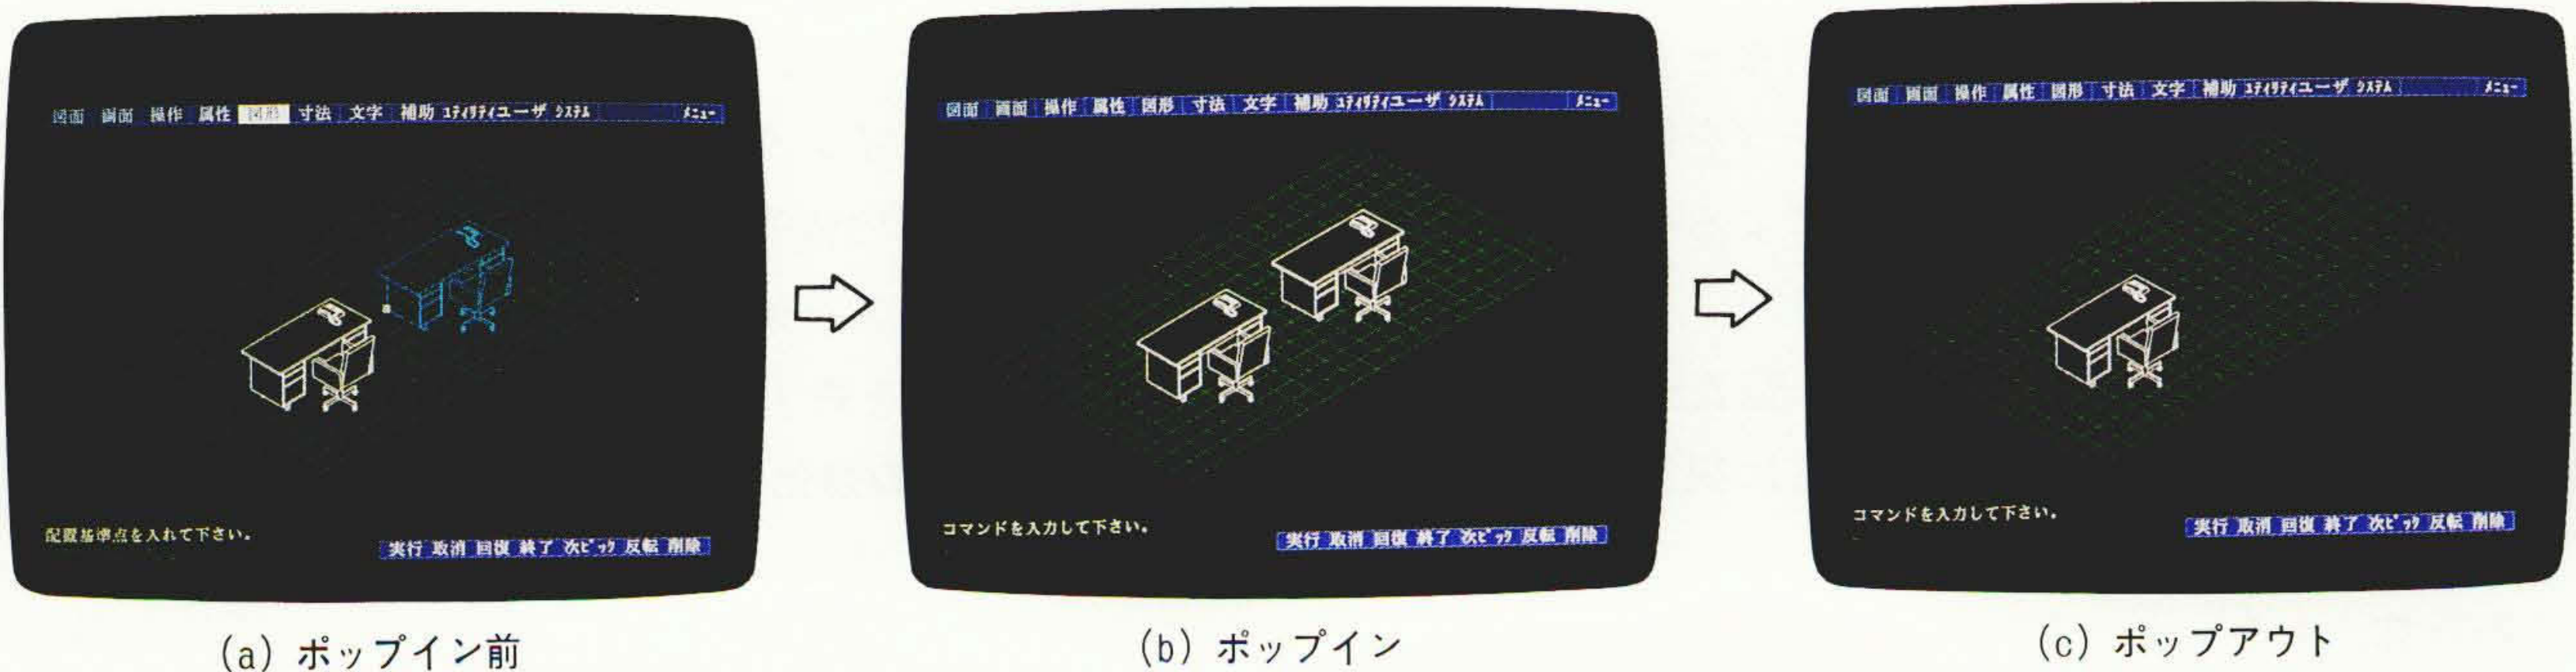 図面 画面 操作 属性 図形 寸法 文字 補助 ユティリティ ユーザ システム メニュー
配置基準点を入れて下さい。
実行 取消 回復 終了 次ピック 反転 削除
(a) ポップイン前
図面 画面 操作 属性 図形 寸法 文字 補助 ユティリティ ユーザ システム メニュー
コマンドを入力して下さい。
実行 取消 回復 終了 次ピック 反転 削除
(b) ポップイン
図面 画面 操作 属性 図形 寸法 文字 補助 ユティリティ ユーザ システム メニュー
コマンドを入力して下さい。
実行 取消 回復 終了 次ピック 反転 削除
(c) ポップアウト